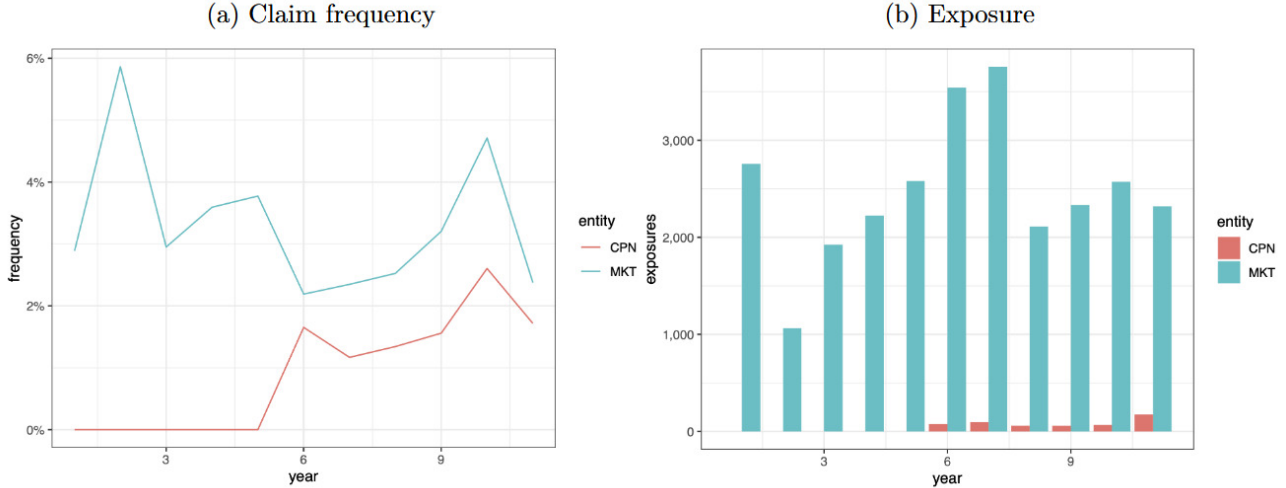 (a) Claim frequency
6%
4%
2%
0%
frequency
3
6
9
year
entity
CPN
MKT
(b) Exposure
3,000
2,000
1,000
0
exposures
3
6
9
year
entity
CPN
MKT